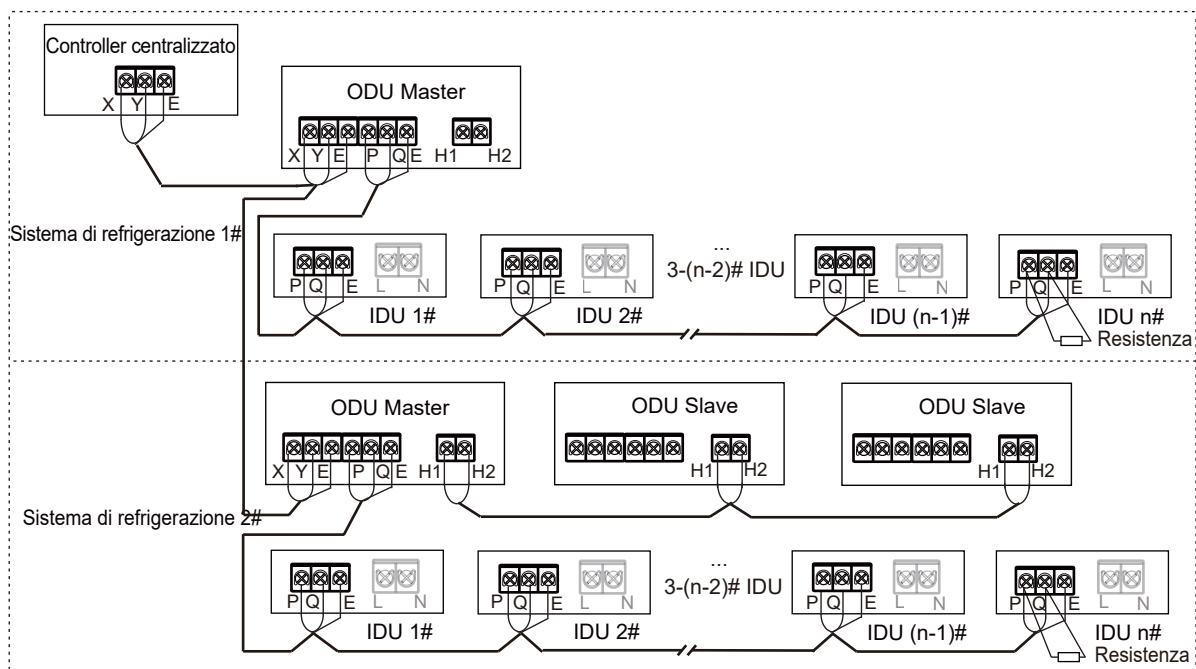 Controller centralizzato
X Y E
ODU Master
X Y E P Q E H1 H2
Sistema di refrigerazione 1#
P Q E L N
IDU 1#
P Q E L N
IDU 2#
...
3-(n-2)# IDU
P Q E L N
IDU (n-1)#
P Q E L N
IDU n#
Resistenza
ODU Master
X Y E P Q E H1 H2
ODU Slave
H1 H2
ODU Slave
H1 H2
Sistema di refrigerazione 2#
P Q E L N
IDU 1#
P Q E L N
IDU 2#
...
3-(n-2)# IDU
P Q E L N
IDU (n-1)#
P Q E L N
IDU n#
Resistenza